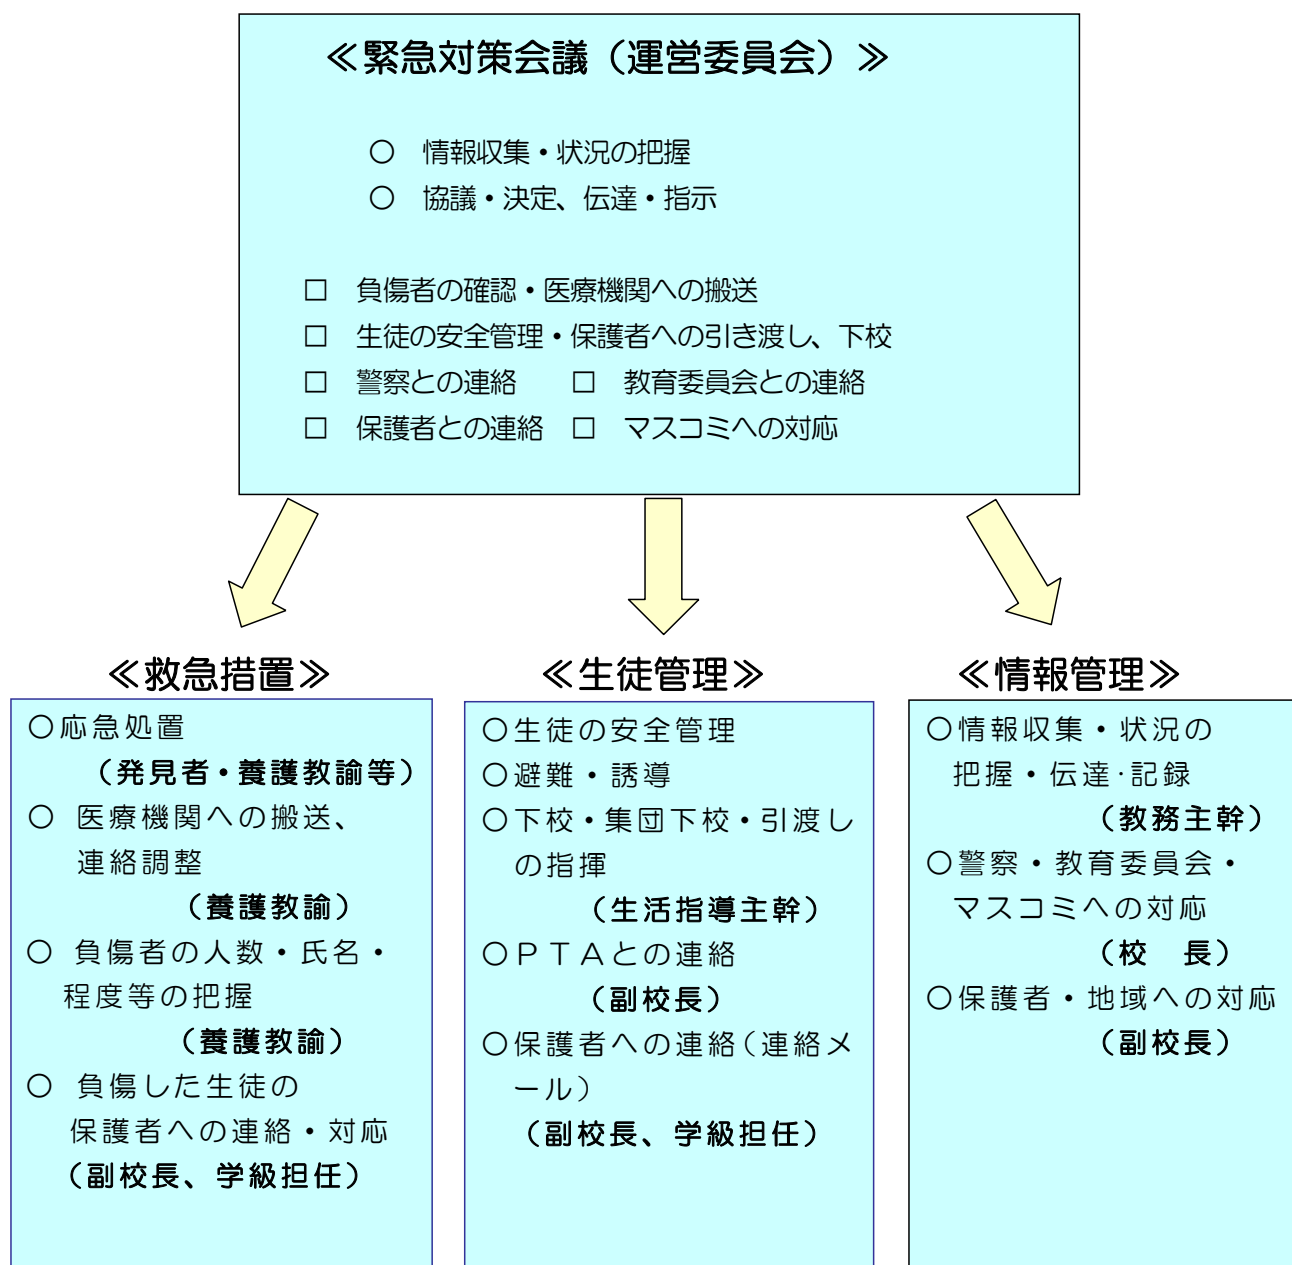 ≪緊急対策会議（運営委員会）≫
○　情報収集・状況の把握
○　協議・決定、伝達・指示
□　負傷者の確認・医療機関への搬送
□　生徒の安全管理・保護者への引き渡し、下校
□　警察との連絡　　□　教育委員会との連絡
□　保護者との連絡　□　マスコミへの対応
≪救急措置≫
○応急処置
（発見者・養護教諭等）
○　医療機関への搬送、
連絡調整
（養護教諭）
○　負傷者の人数・氏名・
程度等の把握
（養護教諭）
○　負傷した生徒の
保護者への連絡・対応
（副校長、学級担任）
≪生徒管理≫
○生徒の安全管理
○避難・誘導
○下校・集団下校・引渡し
の指揮
（生活指導主幹）
○ＰＴＡとの連絡
（副校長）
○保護者への連絡（連絡メ
ール）
（副校長、学級担任）
≪情報管理≫
○情報収集・状況の
把握・伝達・記録
（教務主幹）
○警察・教育委員会・
マスコミへの対応
（校　長）
○保護者・地域への対応
（副校長）